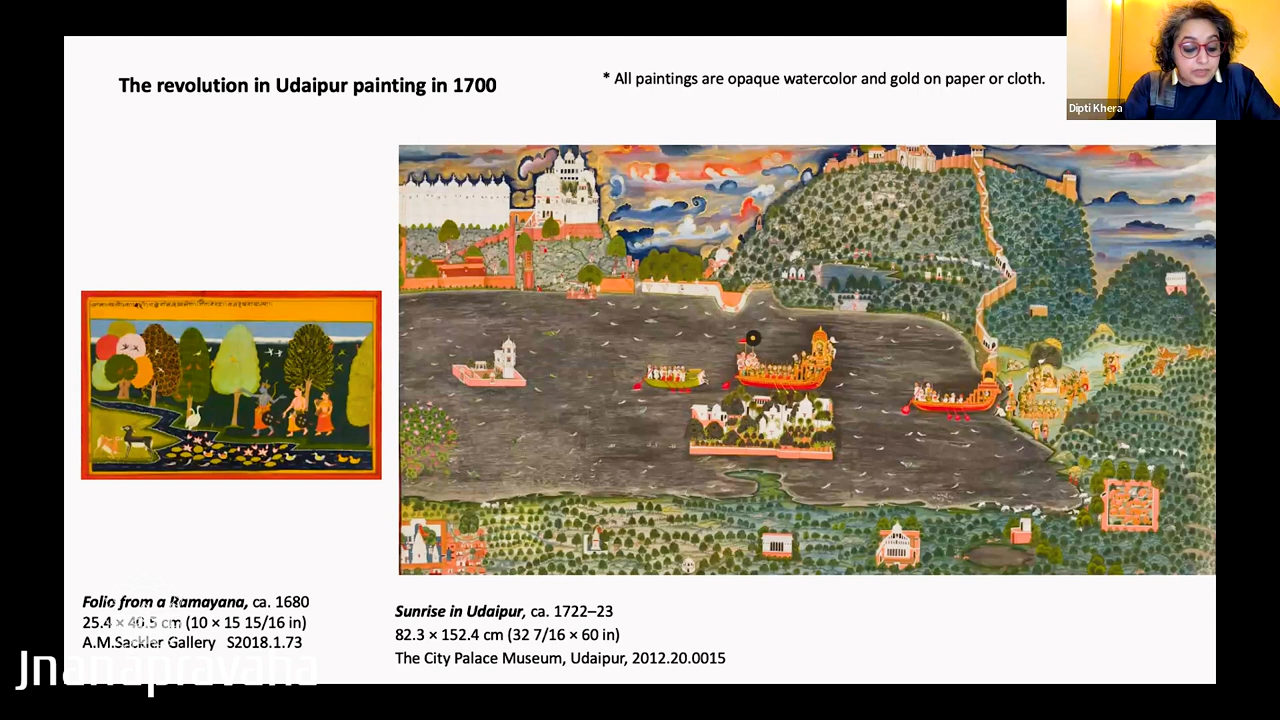 The revolution in Udaipur painting in 1700
* All paintings are opaque watercolor and gold on paper or cloth.
Dipti Khera
Folio from a Ramayana, ca. 1680
25.4 × 40.5 cm (10 × 15 15/16 in)
A.M.Sackler Gallery S2018.1.73
Sunrise in Udaipur, ca. 1722–23
82.3 × 152.4 cm (32 7/16 × 60 in)
The City Palace Museum, Udaipur, 2012.20.0015
Jnanapravaha